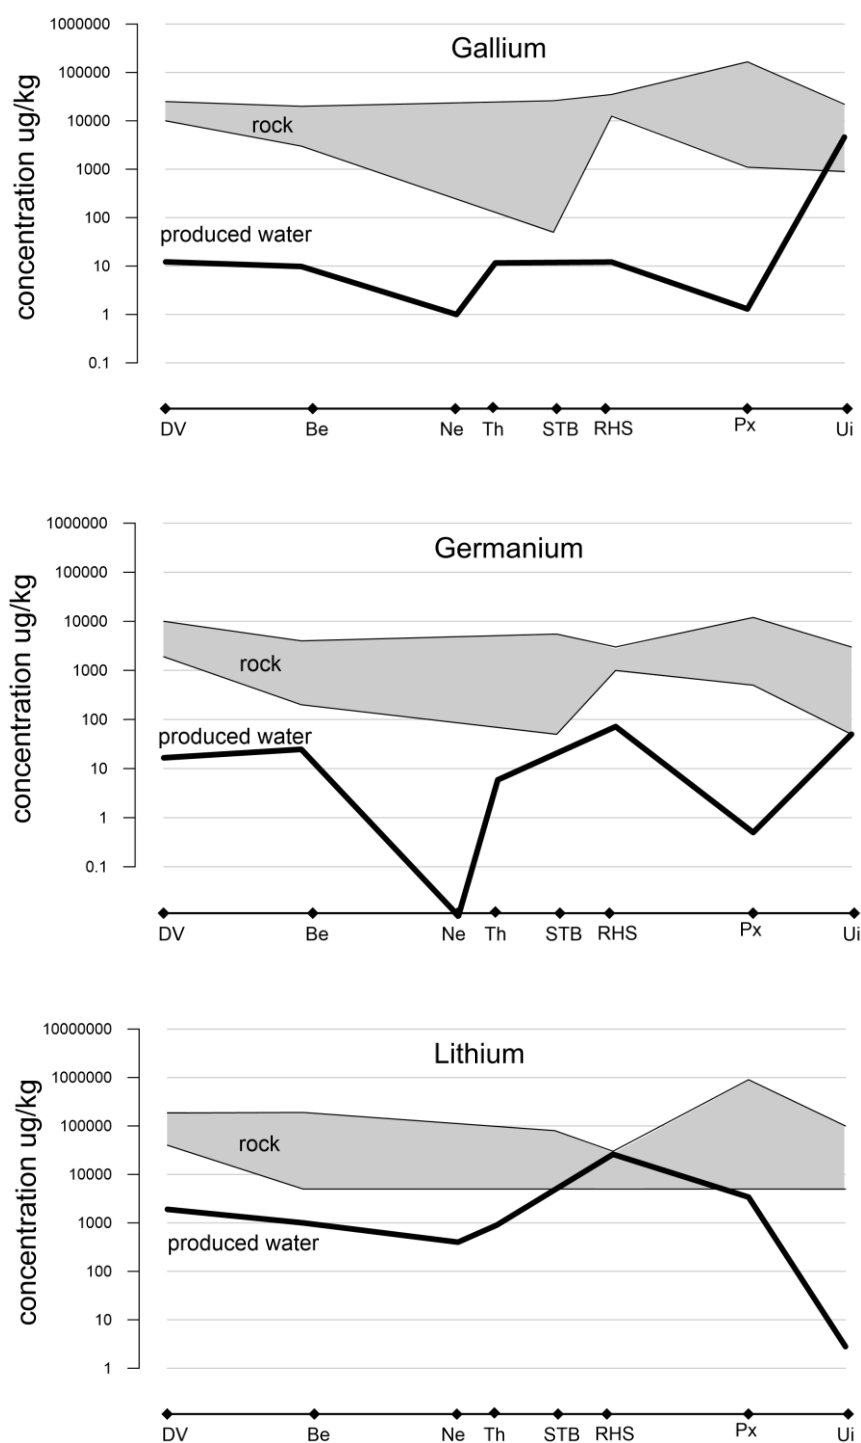 Gallium
concentration ug/kg
1000000
100000
10000
1000
100
10
1
0.1
rock
produced water
DV Be Ne Th STB RHS Px Ui
Germanium
concentration ug/kg
1000000
100000
10000
1000
100
10
1
0.1
rock
produced water
DV Be Ne Th STB RHS Px Ui
Lithium
concentration ug/kg
10000000
1000000
100000
10000
1000
100
10
1
rock
produced water
DV Be Ne Th STB RHS Px Ui